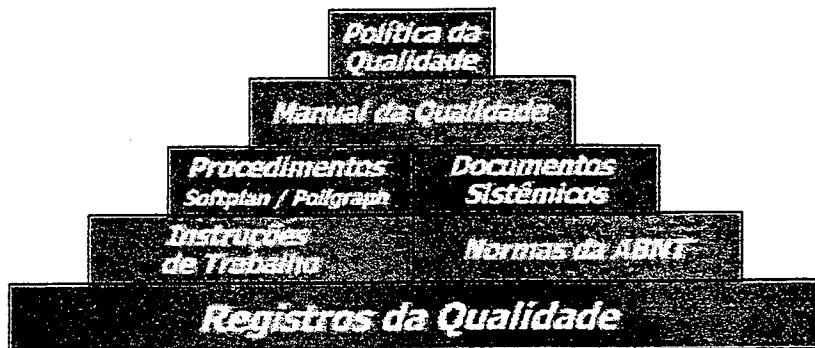 Política da
Qualidade
Manual da Qualidade
Procedimentos
Softplan / Poligraph
Documentos
Sistêmicos
Instruções
de Trabalho
Normas da ABNT
Registros da Qualidade